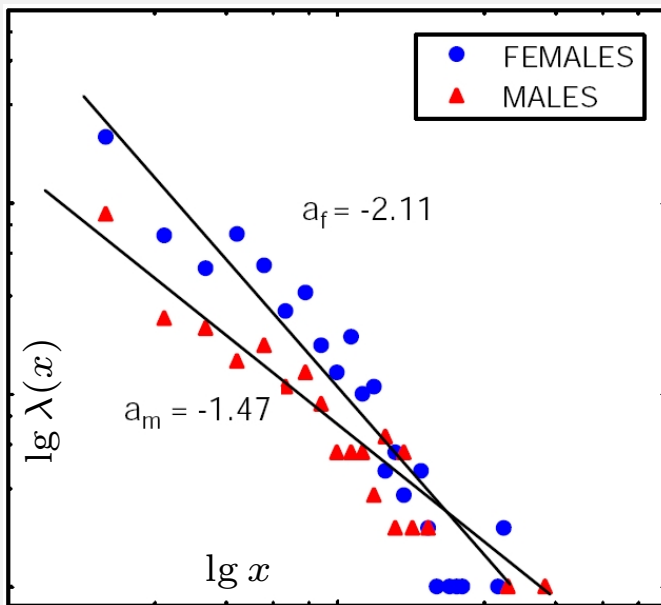 FEMALES
MALES
a_f = -2.11
lg λ(x)
a_m = -1.47
lg x